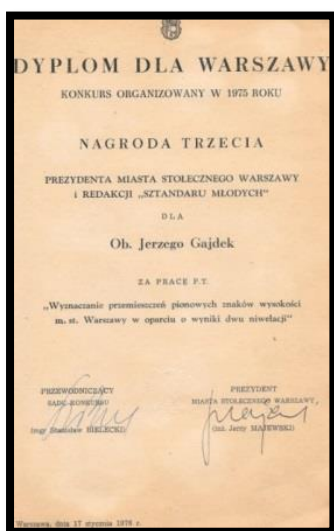 DYPLOM DLA WARSZAWY
KONKURS ORGANIZOWANY W 1975 ROKU
NAGRODA TRZECIA
PREZYDENTA MIASTA STOŁECZNEGO WARSZAWY
i REDAKCJI „SZTANDARU MŁODYCH”
DLA
Ob. Jerzego Gajdek
ZA PRACĘ P.T.
„Wyznaczanie przemieszczeń pionowych znaków wysokości
m. st. Warszawy w oparciu o wyniki dwu niwelacji”
PRZEWODNICZĄCY
SĄDU KONKURSU
(mgr Stanisław BIELECKI)
PREZYDENT
MIASTA STOŁECZNEGO WARSZAWY
(inż. Jerzy MAJEWSKI)
Warszawa, dnia 17 stycznia 1976 r.